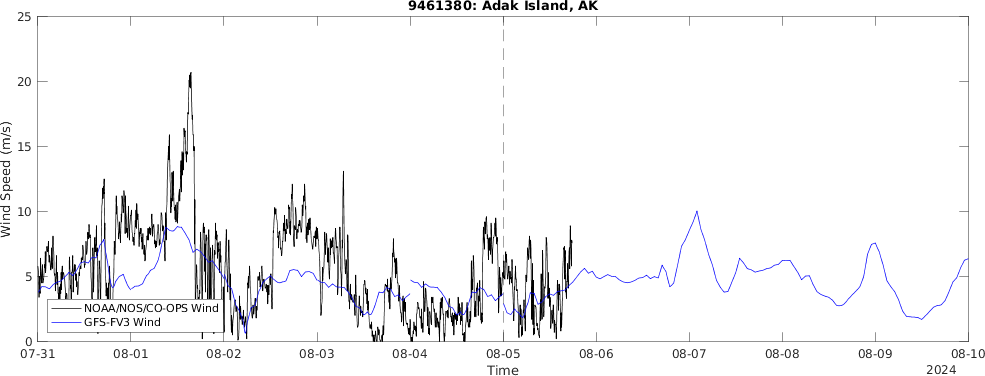 9461380: Adak Island, AK
Wind Speed (m/s)
25
20
15
10
5
0
NOAA/NOS/CO-OPS Wind
GFS-FV3 Wind
07-31 08-01 08-02 08-03 08-04 08-05 08-06 08-07 08-08 08-09 08-10
Time
2024